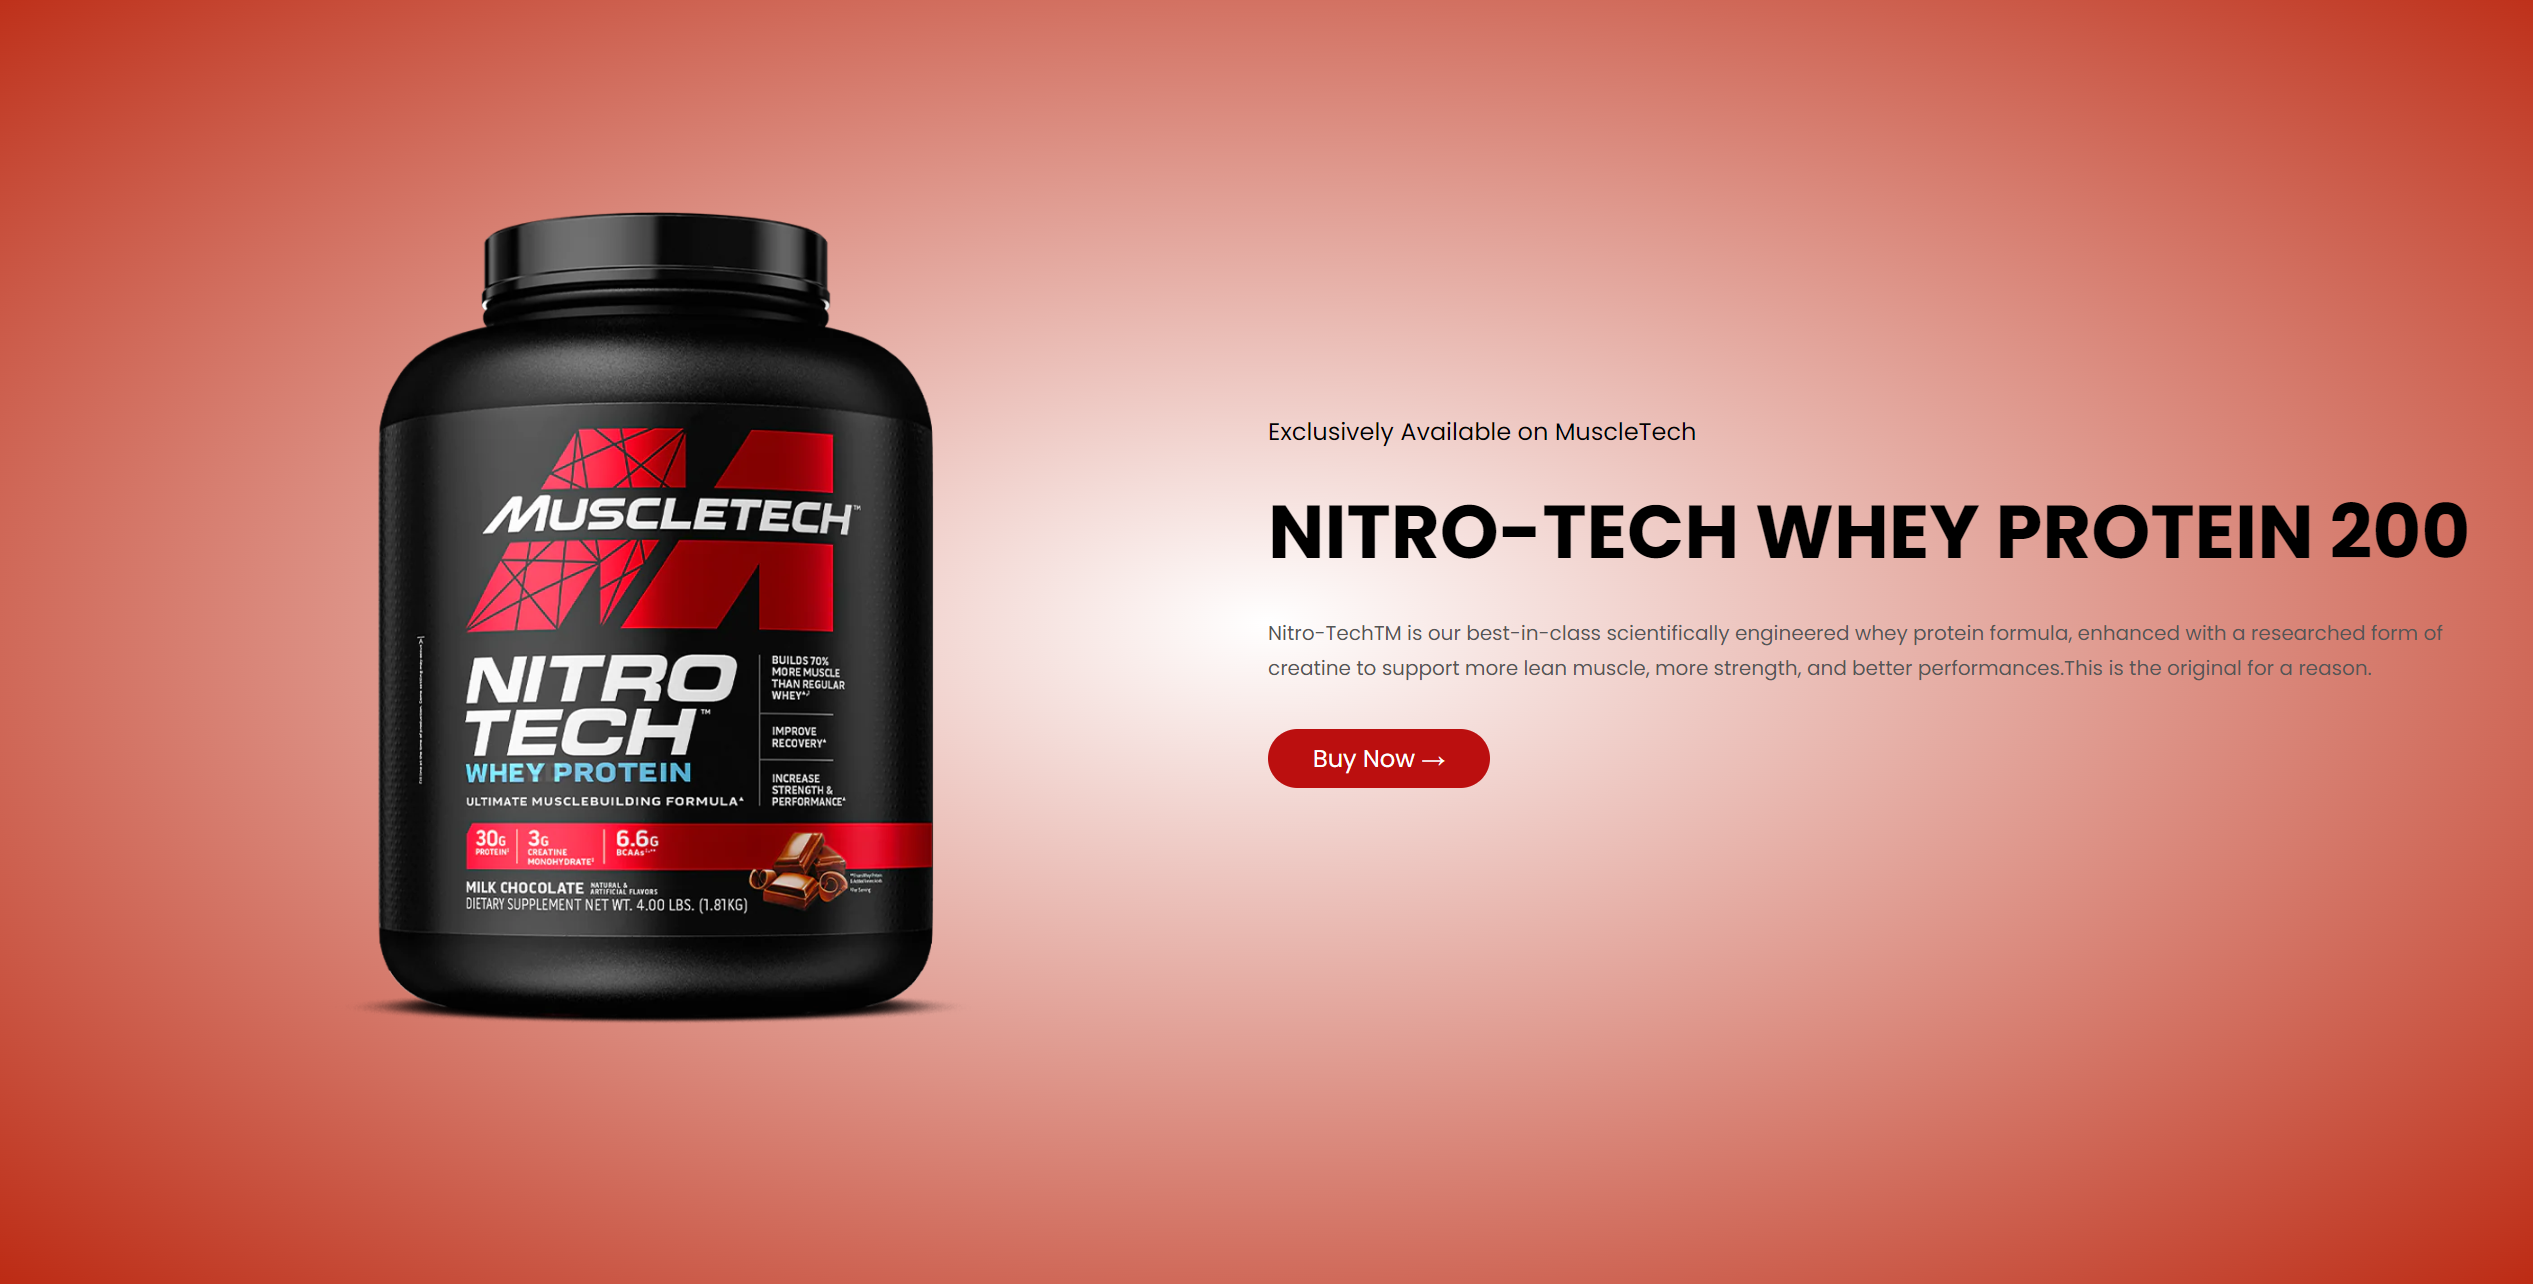 MUSCLETECH™
NITRO
TECH™
WHEY PROTEIN
ULTIMATE MUSCLEBUILDING FORMULA
BUILDS 70%
MORE MUSCLE
THAN REGULAR
WHEY
IMPROVE
RECOVERY
INCREASE
STRENGTH &
PERFORMANCE
30G
PROTEIN
3G
CREATINE
MONOHYDRATE
6.6G
BCAAs
MILK CHOCOLATE NATURAL &
ARTIFICIAL FLAVORS
DIETARY SUPPLEMENT NET WT. 4.00 LBS. (1.81KG)
Exclusively Available on MuscleTech
NITRO-TECH WHEY PROTEIN 200
Nitro-TechTM is our best-in-class scientifically engineered whey protein formula, enhanced with a researched form of
creatine to support more lean muscle, more strength, and better performances.This is the original for a reason.
Buy Now →